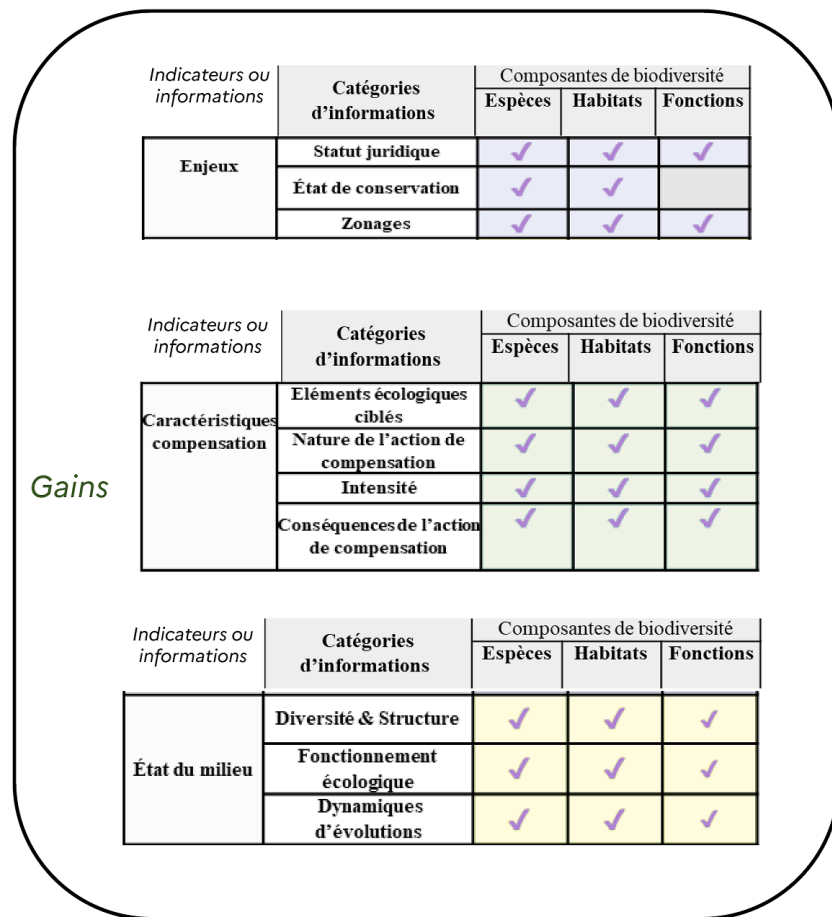 Indicateurs ou
informations
Catégories
d'informations
Composantes de biodiversité
Espèces Habitats Fonctions
Enjeux
Statut juridique ✓ ✓ ✓
État de conservation ✓ ✓
Zonages ✓ ✓ ✓
Indicateurs ou
informations
Catégories
d'informations
Composantes de biodiversité
Espèces Habitats Fonctions
Gains
Caractéristiques
compensation
Eléments écologiques
ciblés ✓ ✓ ✓
Nature de l'action de
compensation ✓ ✓ ✓
Intensité ✓ ✓ ✓
Conséquences de l'action
de compensation ✓ ✓ ✓
Indicateurs ou
informations
Catégories
d'informations
Composantes de biodiversité
Espèces Habitats Fonctions
État du milieu
Diversité & Structure ✓ ✓ ✓
Fonctionnement
écologique ✓ ✓ ✓
Dynamiques
d'évolutions ✓ ✓ ✓